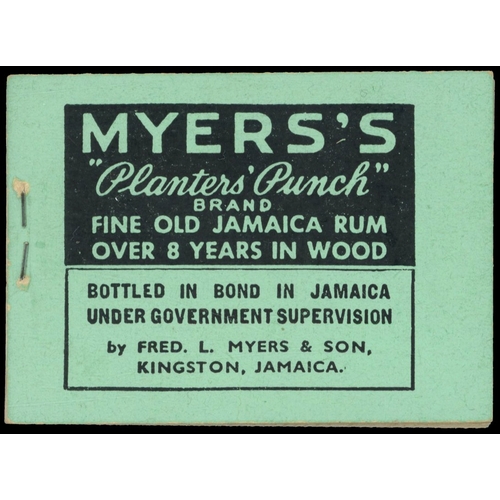 MYERS'S
"Planters' Punch"
BRAND
FINE OLD JAMAICA RUM
OVER 8 YEARS IN WOOD
BOTTLED IN BOND IN JAMAICA
UNDER GOVERNMENT SUPERVISION
by FRED. L. MYERS & SON,
KINGSTON, JAMAICA.